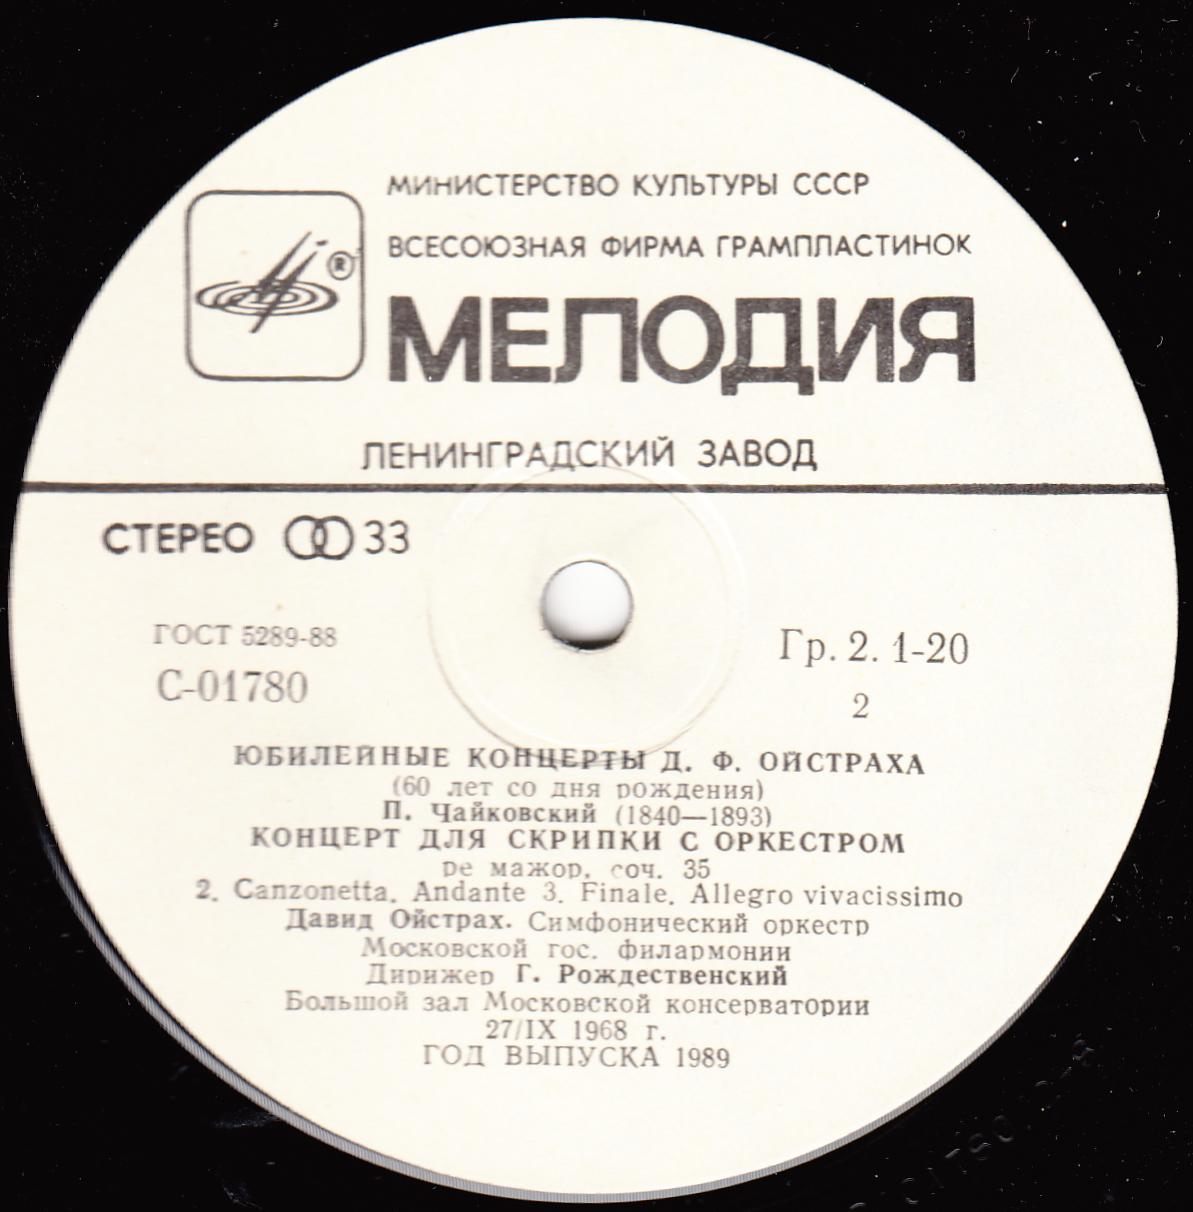 МИНИСТЕРСТВО КУЛЬТУРЫ СССР
ВСЕСОЮЗНАЯ ФИРМА ГРАМПЛАСТИНОК
®
МЕЛОДИЯ
ЛЕНИНГРАДСКИЙ ЗАВОД
СТЕРЕО 33
ГОСТ 5289-88
Гр. 2. 1-20
С-01780
2
ЮБИЛЕЙНЫЕ КОНЦЕРТЫ Д. Ф. ОЙСТРАХА
(60 лет со дня рождения)
П. Чайковский (1840—1893)
КОНЦЕРТ ДЛЯ СКРИПКИ С ОРКЕСТРОМ
ре мажор, соч. 35
2. Canzonetta. Andante 3. Finale. Allegro vivacissimo
Давид Ойстрах. Симфонический оркестр
Московской гос. филармонии
Дирижер Г. Рождественский
Большой зал Московской консерватории
27/IX 1968 г.
ГОД ВЫПУСКА 1989